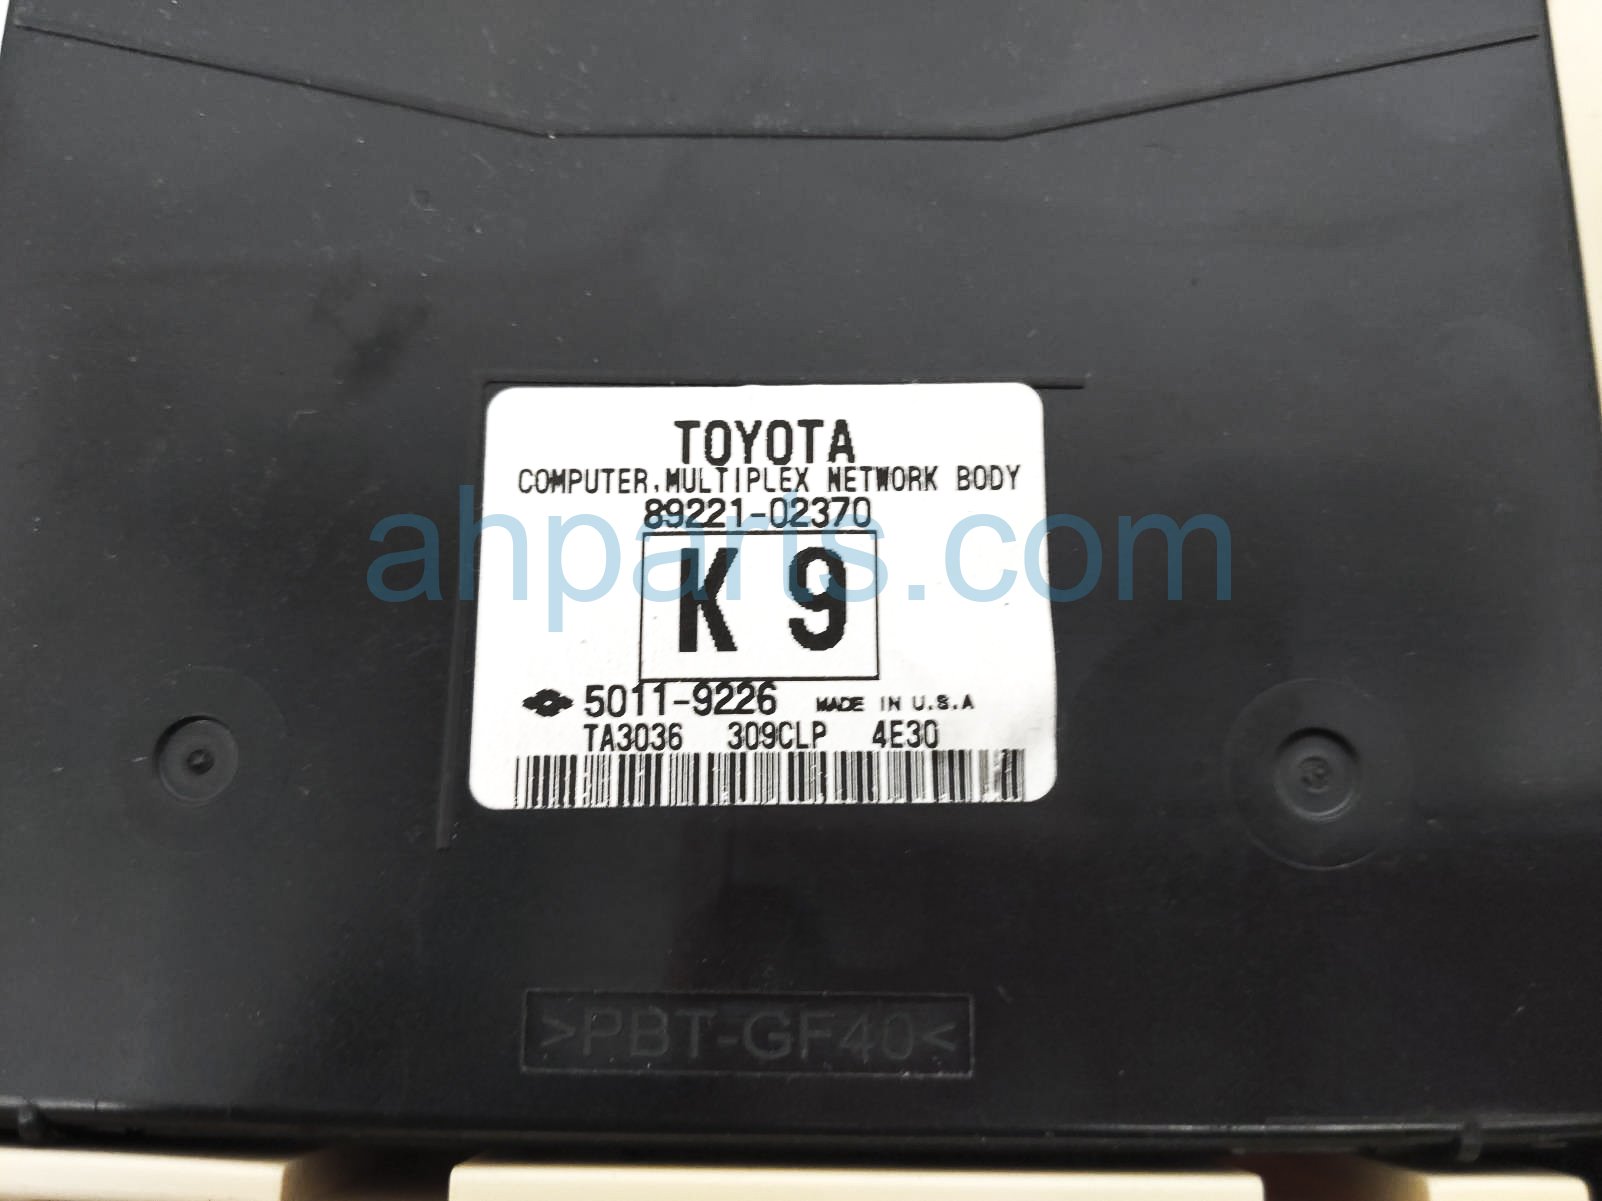 TOYOTA
COMPUTER, MULTIPLEX NETWORK BODY
89221-02370
ahparts.com
K 9
5011-9226 MADE IN U.S.A
TA3036 309CLP 4E30
>PBT-GF40<